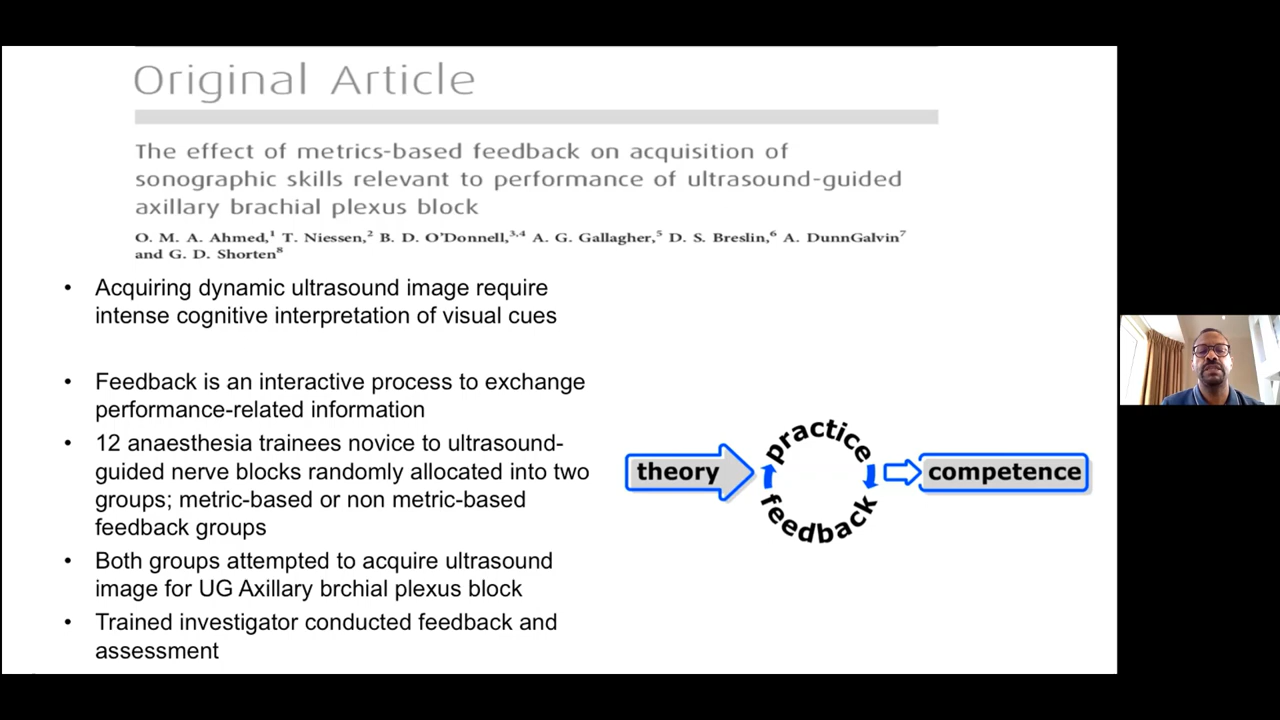 Original Article
The effect of metrics-based feedback on acquisition of
sonographic skills relevant to performance of ultrasound-guided
axillary brachial plexus block
O. M. A. Ahmed,¹ T. Niessen,² B. D. O'Donnell,³,⁴ A. G. Gallagher,⁵ D. S. Breslin,⁶ A. DunnGalvin⁷
and G. D. Shorten⁸
• Acquiring dynamic ultrasound image require
intense cognitive interpretation of visual cues
• Feedback is an interactive process to exchange
performance-related information
• 12 anaesthesia trainees novice to ultrasound-
guided nerve blocks randomly allocated into two
groups; metric-based or non metric-based
feedback groups
• Both groups attempted to acquire ultrasound
image for UG Axillary brchial plexus block
• Trained investigator conducted feedback and
assessment
theory
practice
feedback
competence